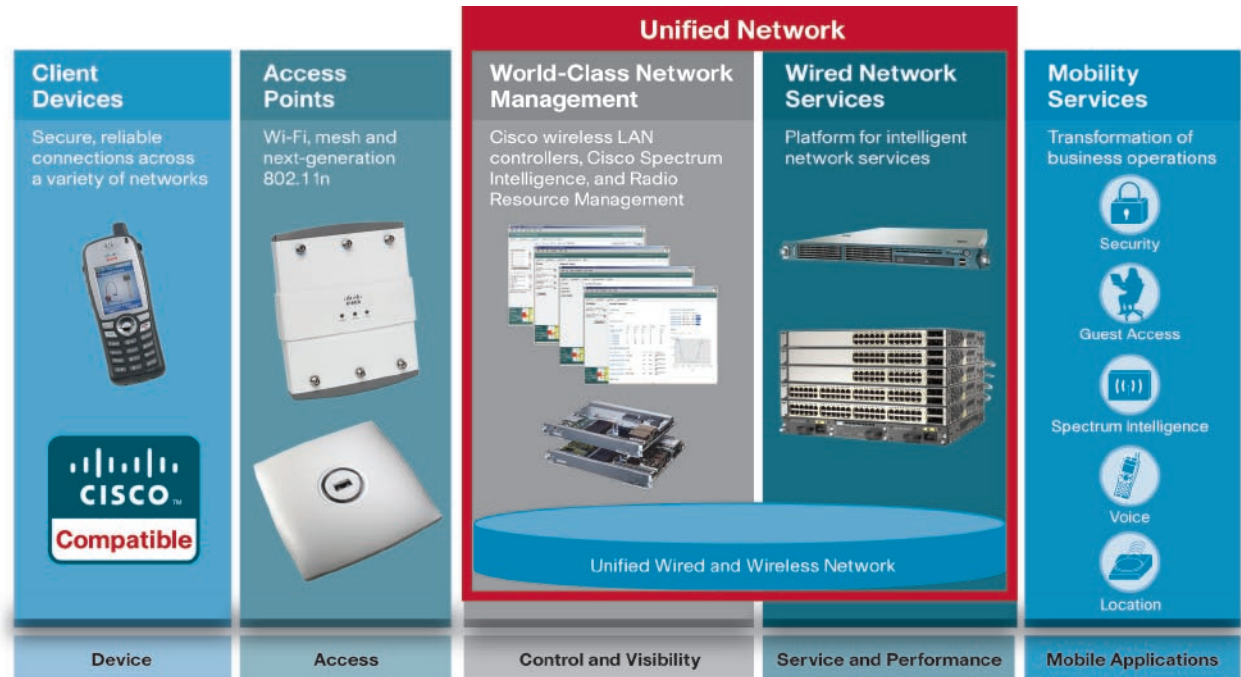 Unified Network
Client
Devices
Secure, reliable
connections across
a variety of networks
CISCO™
Compatible
Device
Access
Points
Wi-Fi, mesh and
next-generation
802.11n
CISCO
Access
World-Class Network
Management
Cisco wireless LAN
controllers, Cisco Spectrum
Intelligence, and Radio
Resource Management
Control and Visibility
Wired Network
Services
Platform for intelligent
network services
Unified Wired and Wireless Network
Service and Performance
Mobility
Services
Transformation of
business operations
Security
Guest Access
Spectrum Intelligence
Voice
Location
Mobile Applications